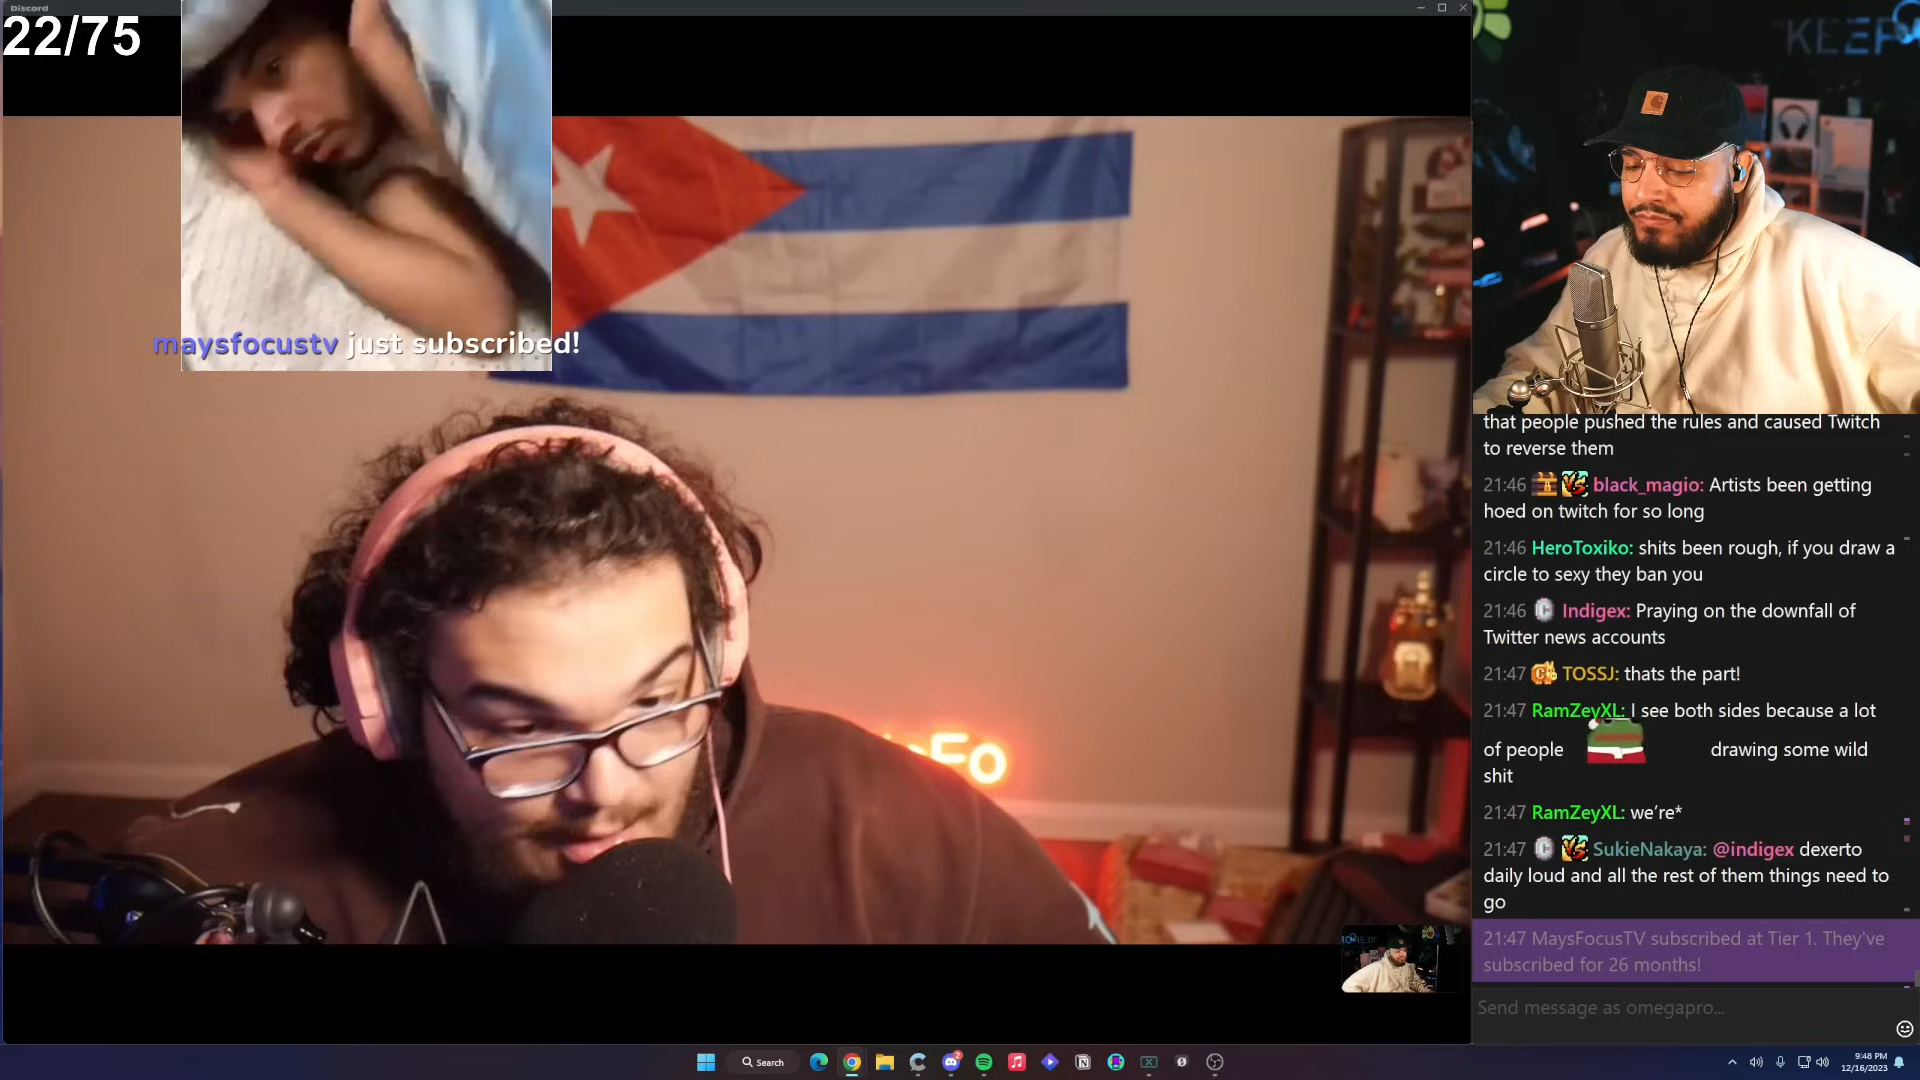 Discord
22/75
maysfocustv just subscribed!
KEEP
that people pushed the rules and caused Twitch
to reverse them
21:46 black_magio: Artists been getting
hoed on twitch for so long
21:46 HeroToxiko: shits been rough, if you draw a
circle to sexy they ban you
21:46 Indigex: Praying on the downfall of
Twitter news accounts
21:47 TOSSJ: thats the part!
21:47 RamZeyXL: I see both sides because a lot
of people drawing some wild
shit
21:47 RamZeyXL: we’re*
21:47 SukieNakaya: @indigex dexerto
daily loud and all the rest of them things need to
go
21:47 MaysFocusTV subscribed at Tier 1. They've
subscribed for 26 months!
Send message as omegapro...
Search
2
9:48 PM
12/16/2023